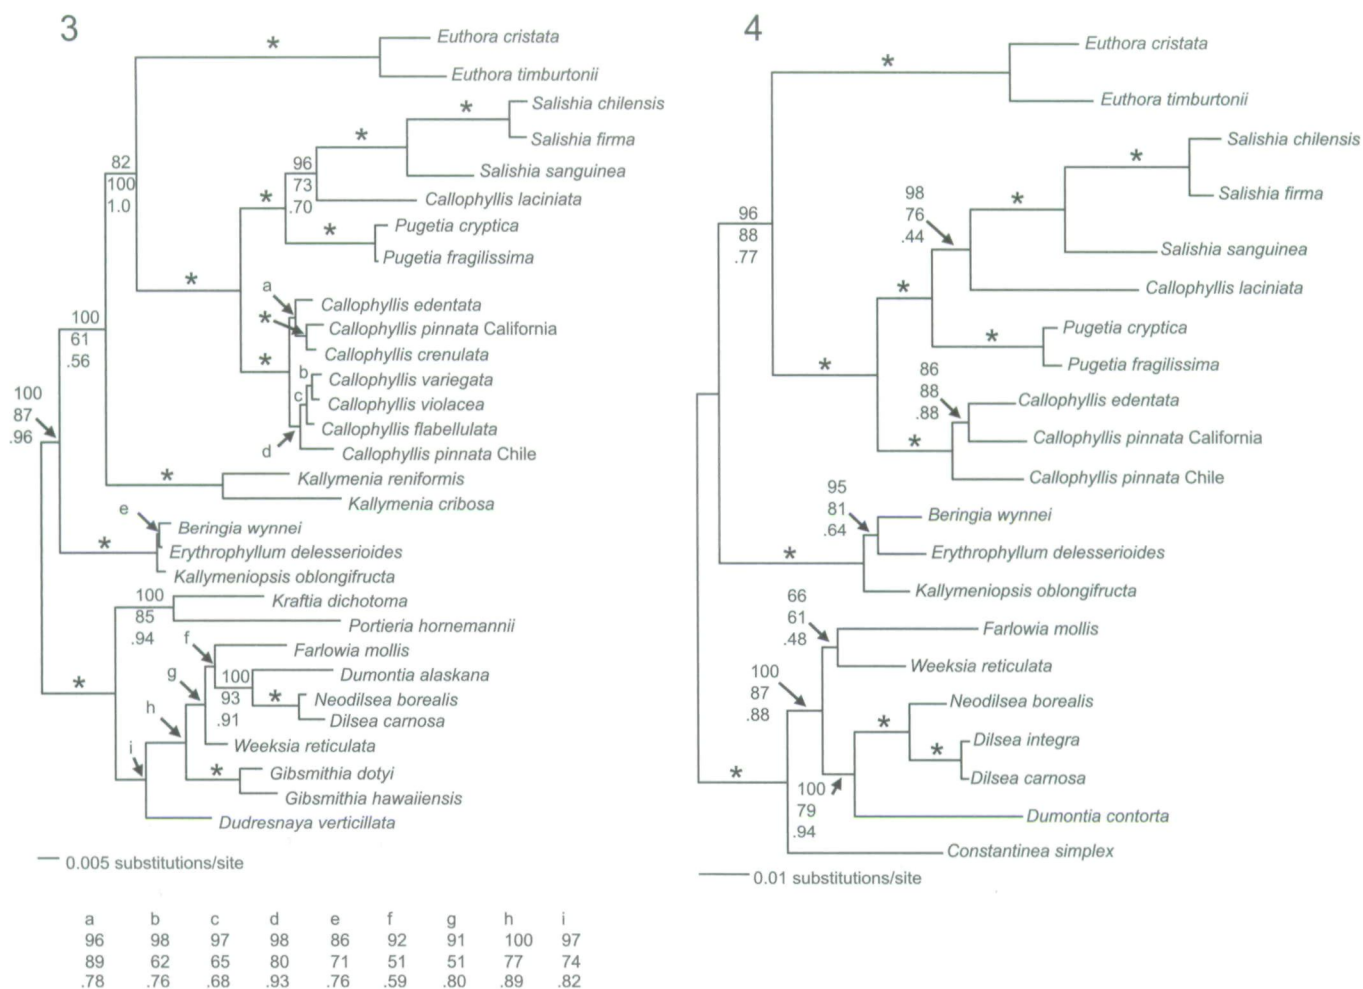 3
Euthora cristata
*
Euthora timburtonii
Salishia chilensis
*
Salishia firma
*
82
100
1.0
96
73
.70
Salishia sanguinea
*
Callophyllis laciniata
Pugetia cryptica
*
Pugetia fragilissima
*
a
Callophyllis edentata
*
Callophyllis pinnata California
100
61
.56
Callophyllis crenulata
*
b
Callophyllis variegata
c
Callophyllis violacea
100
87
.96
Callophyllis flabellulata
d
Callophyllis pinnata Chile
*
Kallymenia reniformis
Kallymenia cribosa
e
Beringia wynnei
*
Erythrophyllum delesserioides
Kallymeniopsis oblongifructa
100
85
.94
Kraftia dichotoma
Portieria hornemannii
f
Farlowia mollis
g
100
93
.91
Dumontia alaskana
*
*
Neodilsea borealis
Dilsea carnosa
h
Weeksia reticulata
i
*
Gibsmithia dotyi
Gibsmithia hawaiiensis
Dudresnaya verticillata
0.005 substitutions/site
a b c d e f g h i
96 98 97 98 86 92 91 100 97
89 62 65 80 71 51 51 77 74
.78 .76 .68 .93 .76 .59 .80 .89 .82
4
Euthora cristata
*
Euthora timburtonii
Salishia chilensis
*
Salishia firma
98
76
.44
*
96
88
.77
Salishia sanguinea
*
Callophyllis laciniata
Pugetia cryptica
*
Pugetia fragilissima
*
86
88
.88
Callophyllis edentata
Callophyllis pinnata California
*
Callophyllis pinnata Chile
95
81
.64
Beringia wynnei
*
Erythrophyllum delesserioides
Kallymeniopsis oblongifructa
66
61
.48
Farlowia mollis
Weeksia reticulata
100
87
.88
Neodilsea borealis
*
Dilsea integra
*
Dilsea carnosa
*
100
79
.94
Dumontia contorta
Constantinea simplex
0.01 substitutions/site